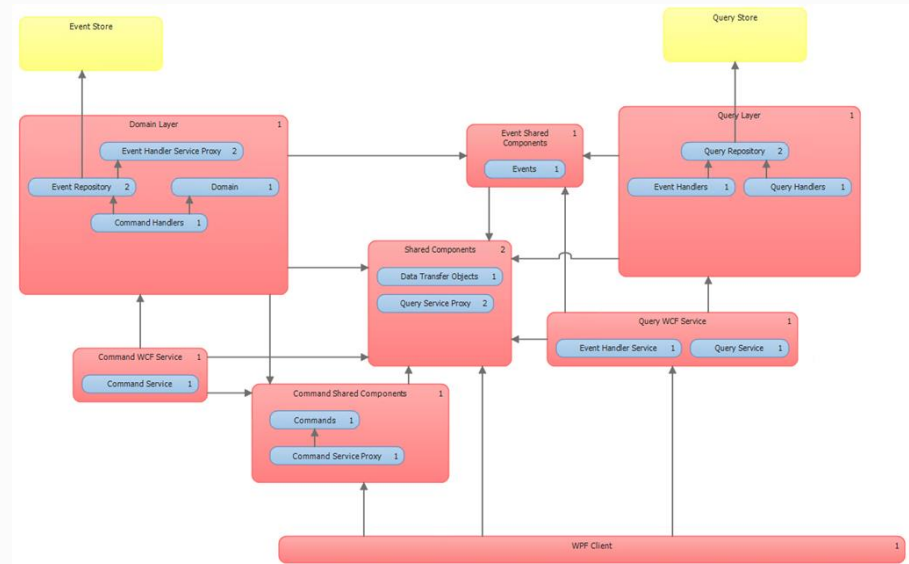 Event Store
Query Store
Domain Layer 1
Event Handler Service Proxy 2
Event Repository 2
Domain 1
Command Handlers 1
Event Shared
Components 1
Events 1
Query Layer 1
Query Repository 2
Event Handlers 1
Query Handlers 1
Shared Components 2
Data Transfer Objects 1
Query Service Proxy 2
Query WCF Service 1
Event Handler Service 1
Query Service 1
Command WCF Service 1
Command Service 1
Command Shared Components 1
Commands 1
Command Service Proxy 1
WPF Client 1